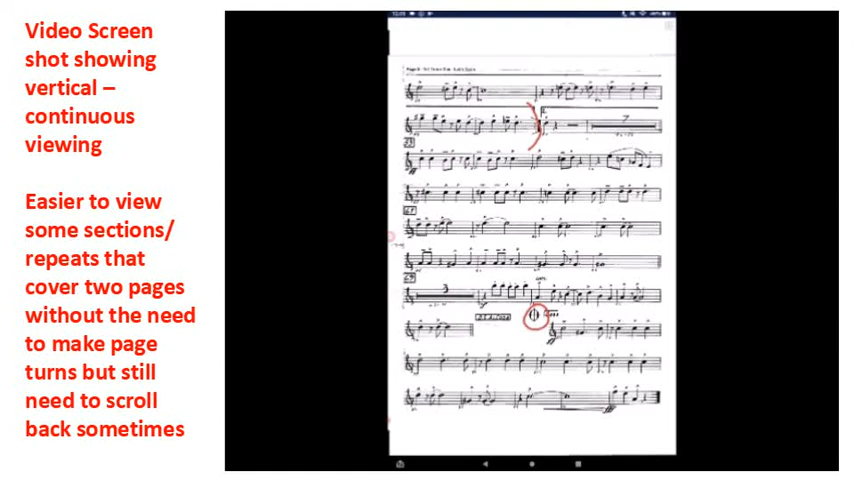 Video Screen
shot showing
vertical –
continuous
viewing
Easier to view
some sections/
repeats that
cover two pages
without the need
to make page
turns but still
need to scroll
back sometimes